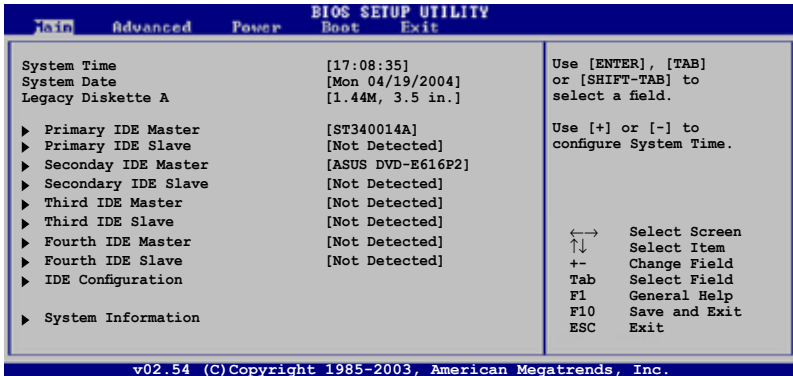 BIOS SETUP UTILITY
Main Advanced Power Boot Exit
System Time [17:08:35]
System Date [Mon 04/19/2004]
Legacy Diskette A [1.44M, 3.5 in.]
Primary IDE Master [ST340014A]
Primary IDE Slave [Not Detected]
Seconday IDE Master [ASUS DVD-E616P2]
Secondary IDE Slave [Not Detected]
Third IDE Master [Not Detected]
Third IDE Slave [Not Detected]
Fourth IDE Master [Not Detected]
Fourth IDE Slave [Not Detected]
IDE Configuration
System Information
Use [ENTER], [TAB]
or [SHIFT-TAB] to
select a field.
Use [+] or [-] to
configure System Time.
←→ Select Screen
↑↓ Select Item
+- Change Field
Tab Select Field
F1 General Help
F10 Save and Exit
ESC Exit
v02.54 (C)Copyright 1985-2003, American Megatrends, Inc.